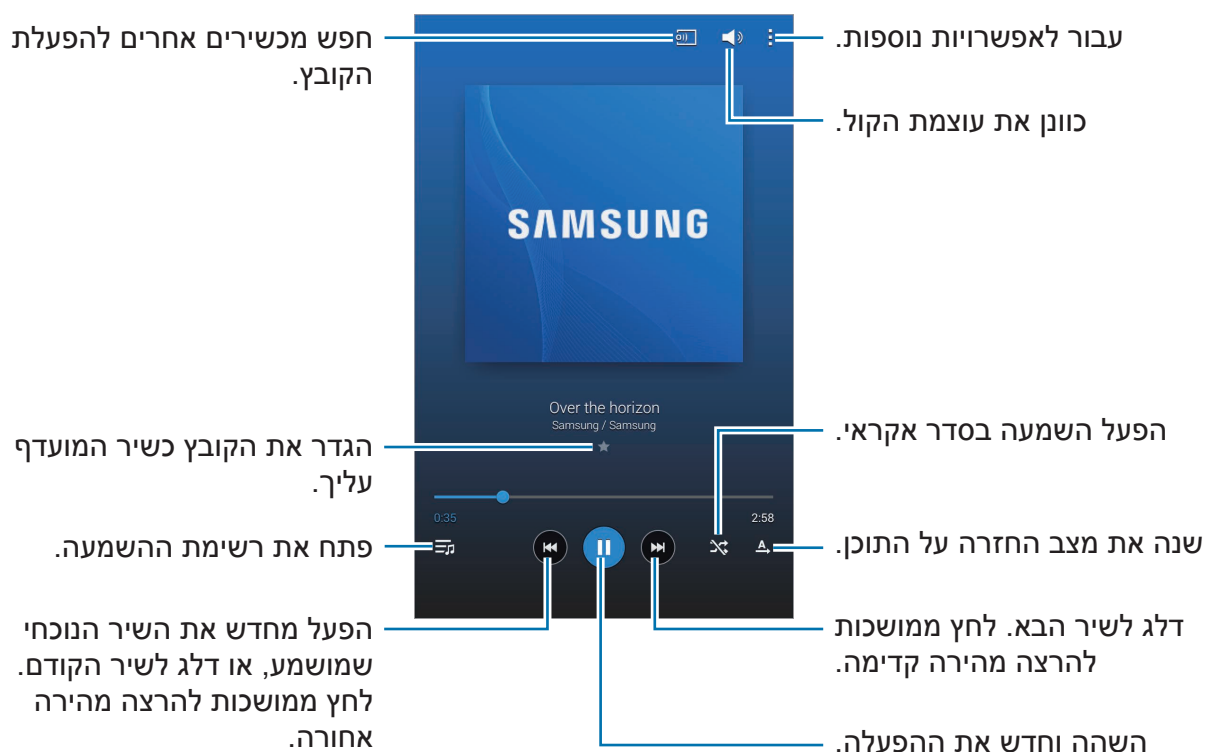 חפש מכשירים אחרים להפעלת
הקובץ.
עבור לאפשרויות נוספות.
כוונן את עוצמת הקול.
SAMSUNG
Over the horizon
Samsung / Samsung
הפעל השמעה בסדר אקראי.
הגדר את הקובץ כשיר המועדף
עליך.
0:35
2:58
פתח את רשימת ההשמעה.
A
שנה את מצב החזרה על התוכן.
הפעל מחדש את השיר הנוכחי
שמושמע, או דלג לשיר הקודם.
לחץ ממושכות להרצה מהירה
אחורה.
דלג לשיר הבא. לחץ ממושכות
להרצה מהירה קדימה.
השהה וחדש את ההפעלה.